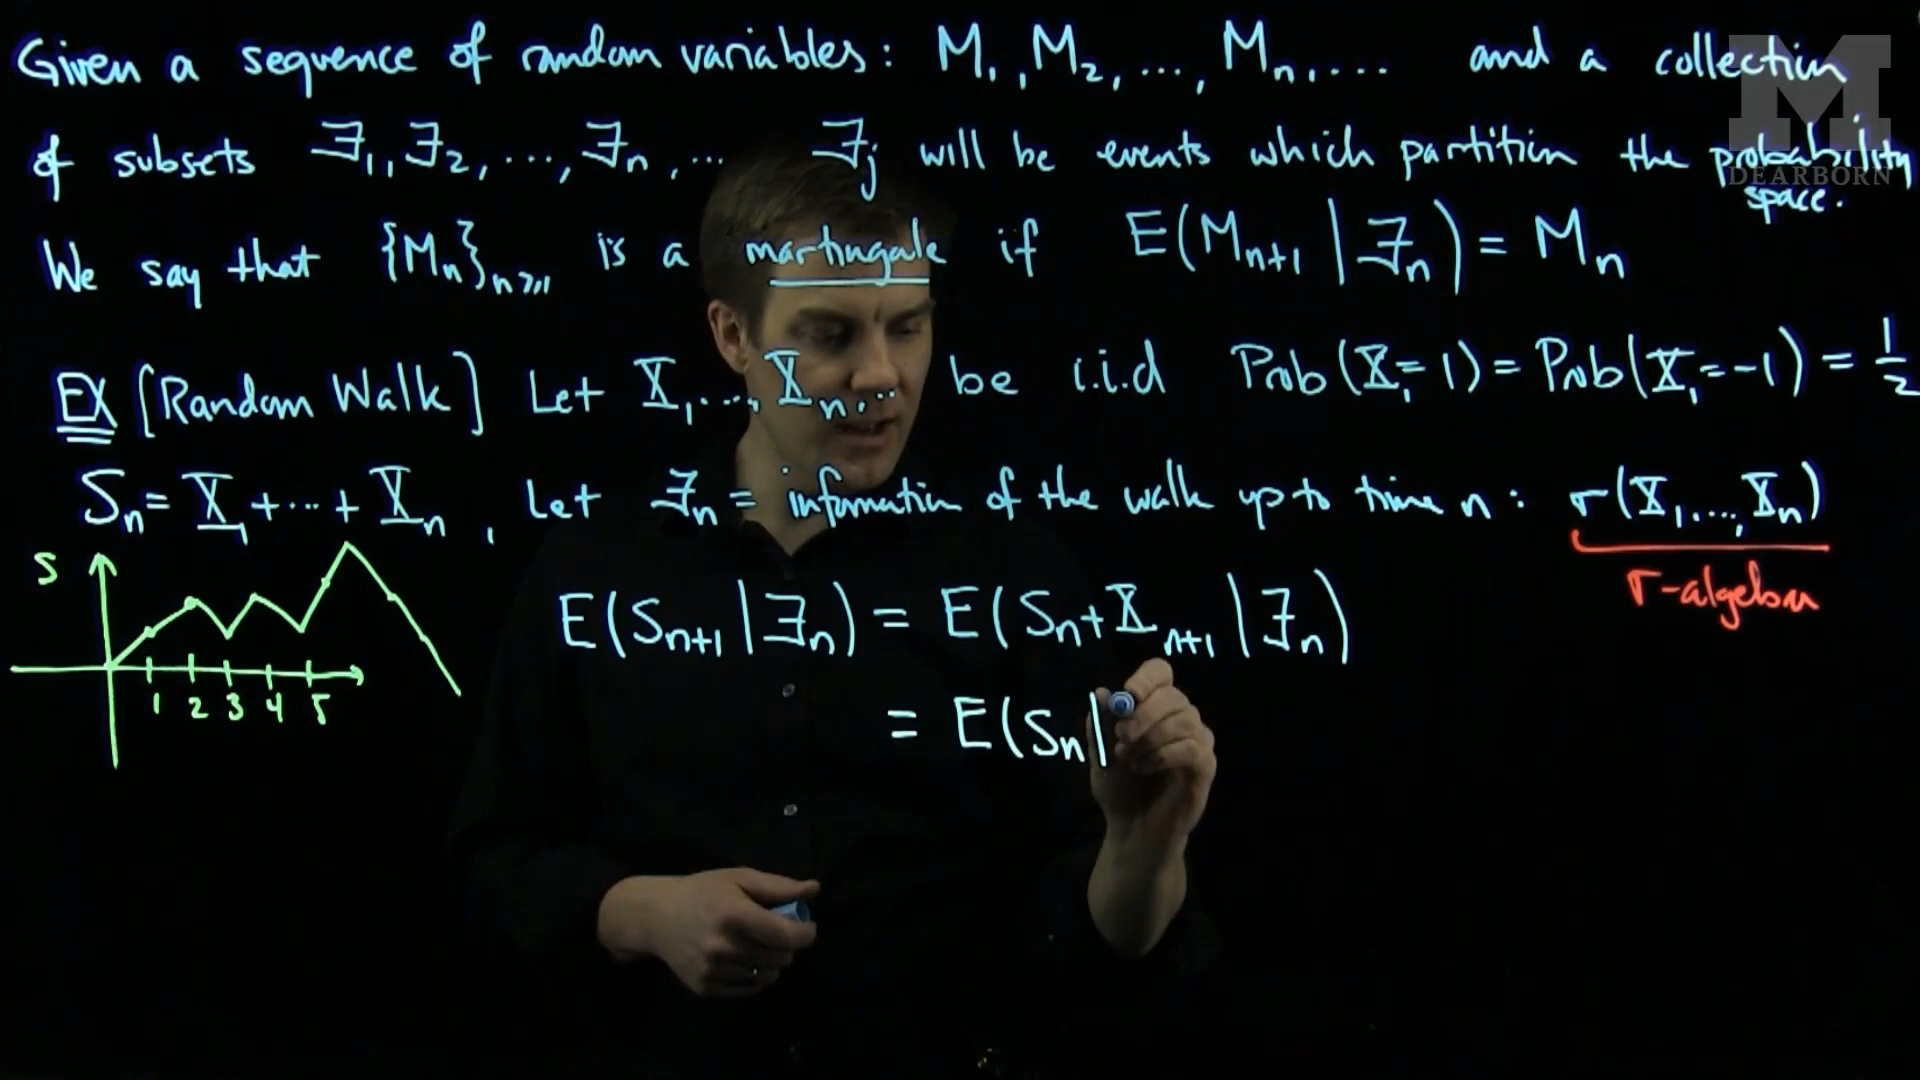 Given a sequence of random variables: M₁, M₂, ..., Mₙ, .... and a collection
of subsets ℱ₁, ℱ₂, ..., ℱₙ, ... ℱⱼ will be events which partition the probability
space.
We say that {Mₙ}ₙ≥₁ is a martingale if E(Mₙ₊₁ | ℱₙ) = Mₙ
EX [Random Walk] Let X₁, ..., Xₙ, .. be i.i.d Prob(X₁ = 1) = Prob(X₁ = -1) = 1/2
Sₙ = X₁ + ... + Xₙ, Let ℱₙ = information of the walk up to time n: σ(X₁, ..., Xₙ)
σ-algebra
S
1 2 3 4 5
E(Sₙ₊₁ | ℱₙ) = E(Sₙ + Xₙ₊₁ | ℱₙ)
= E(Sₙ |
M
DEARBORN